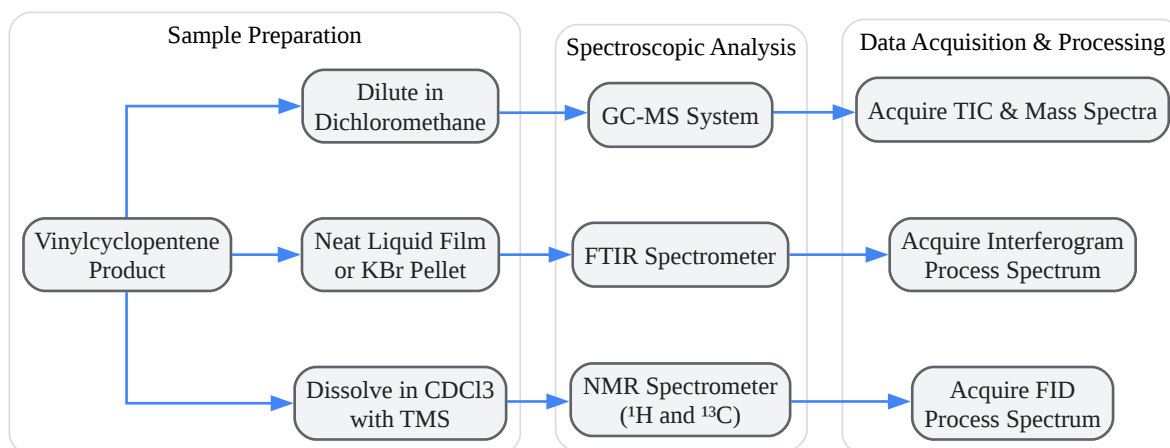 Sample Preparation
Spectroscopic Analysis
Data Acquisition & Processing
Dilute in
Dichloromethane
GC-MS System
Acquire TIC & Mass Spectra
Vinylcyclopentene
Product
Neat Liquid Film
or KBr Pellet
FTIR Spectrometer
Acquire Interferogram
Process Spectrum
Dissolve in CDCl3
with TMS
NMR Spectrometer
(¹H and ¹³C)
Acquire FID
Process Spectrum